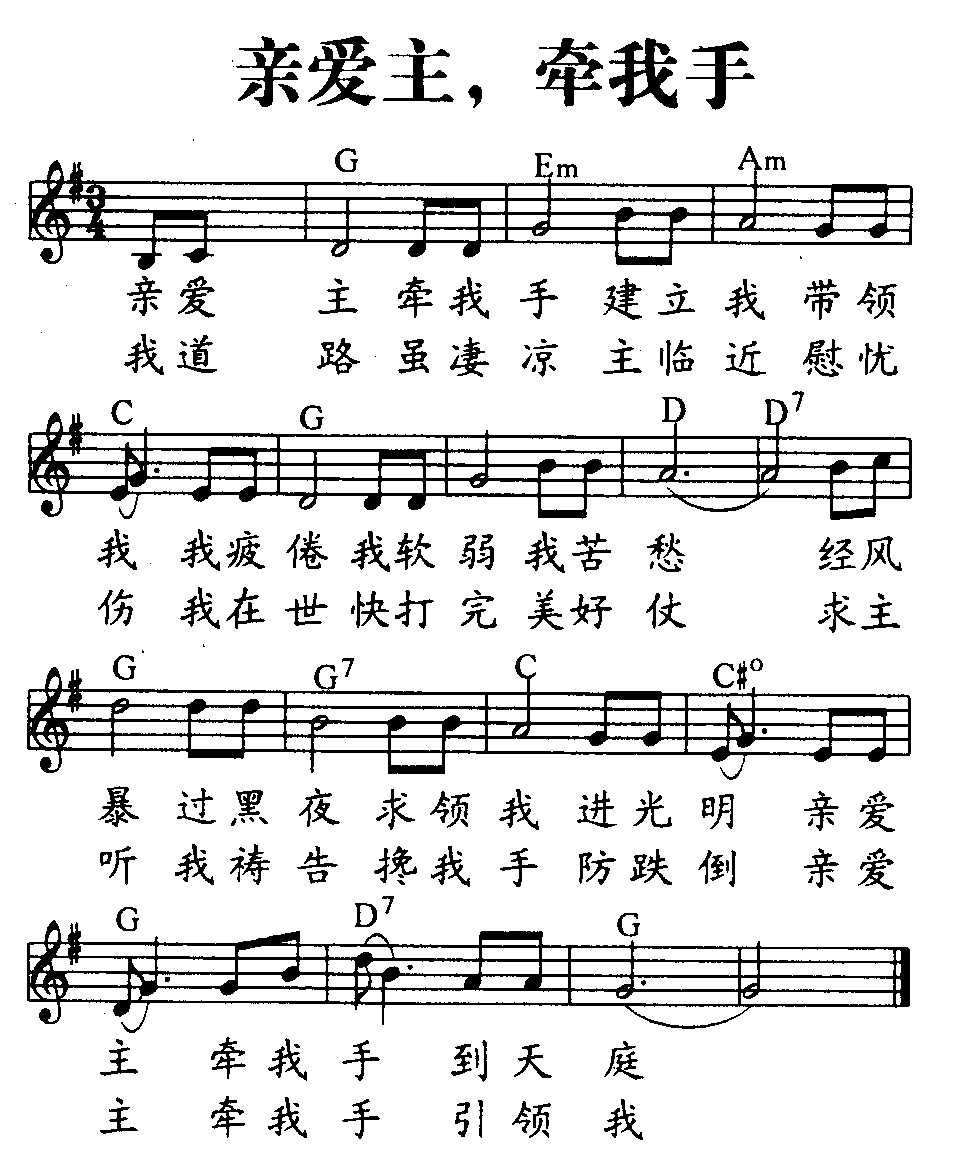 亲爱主，牵我手
G Em Am
3
4
亲爱 主 牵我手 建立我 带领
我道 路 虽凄凉 主临近 慰忧
C G D D7
我 我疲倦我软弱我苦愁 经风
伤 我在世快打完美好仗 求主
G G7 C C#o
暴 过黑夜求领我 进光明 亲爱
听 我祷告搀我手 防跌倒 亲爱
G D7 G
主 牵我手 到天庭
主 牵我手 引领我